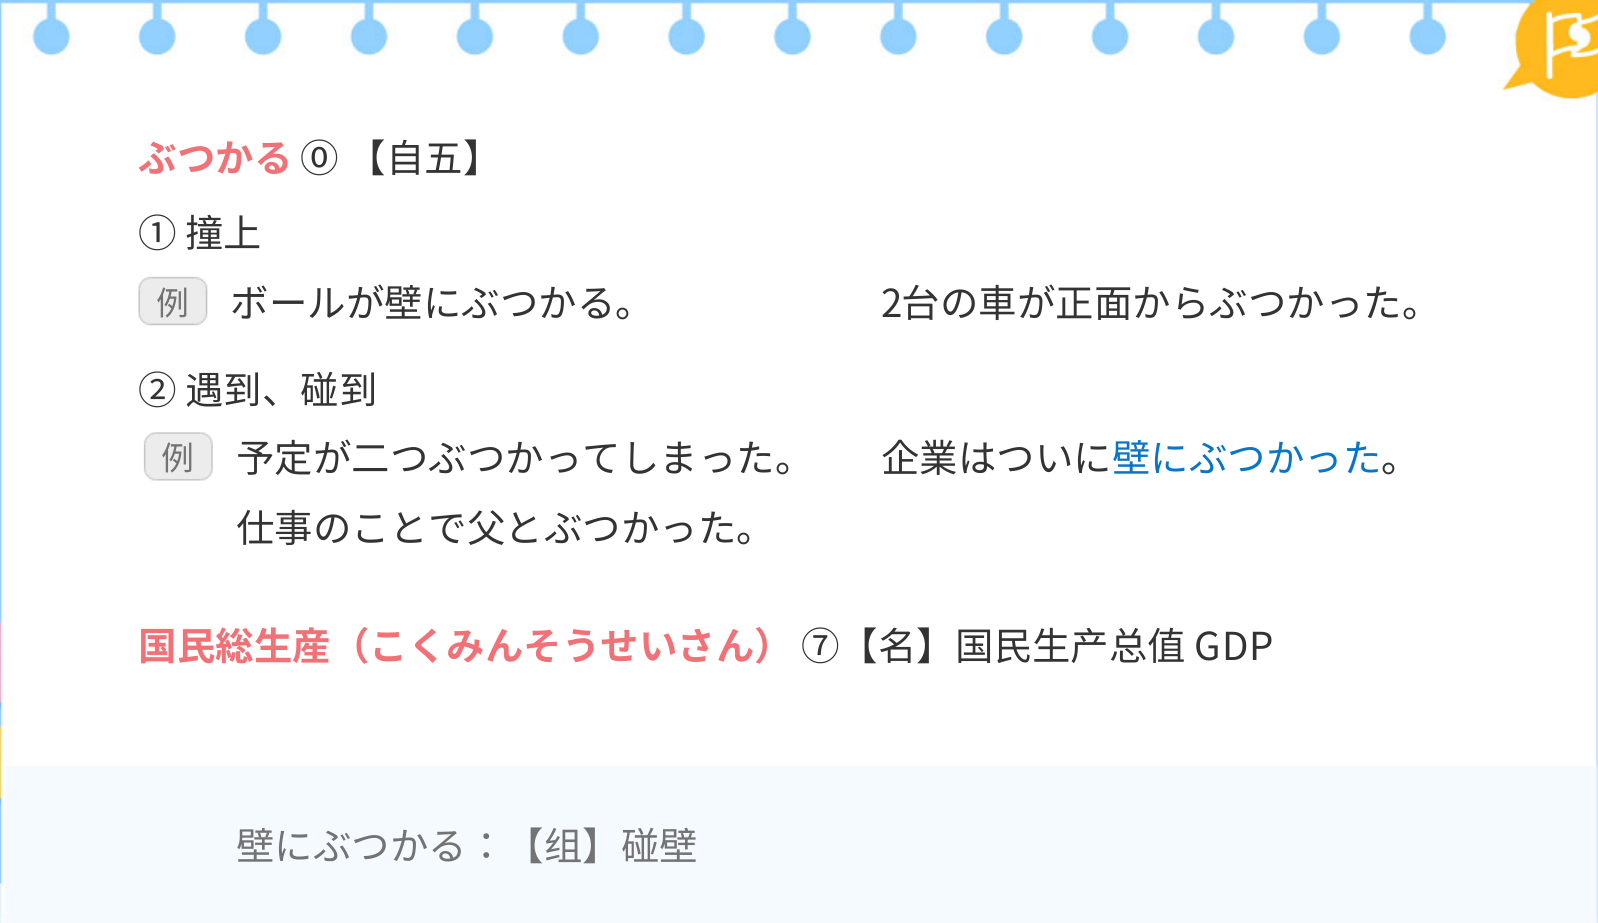 ぶつかる⓪【自五】
①撞上
例 ボールが壁にぶつかる。 2台の車が正面からぶつかった。
②遇到、碰到
例 予定が二つぶつかってしまった。 企業はついに壁にぶつかった。
仕事のことで父とぶつかった。
国民総生産（こくみんそうせいさん）⑦【名】国民生产总值 GDP
壁にぶつかる：【组】碰壁